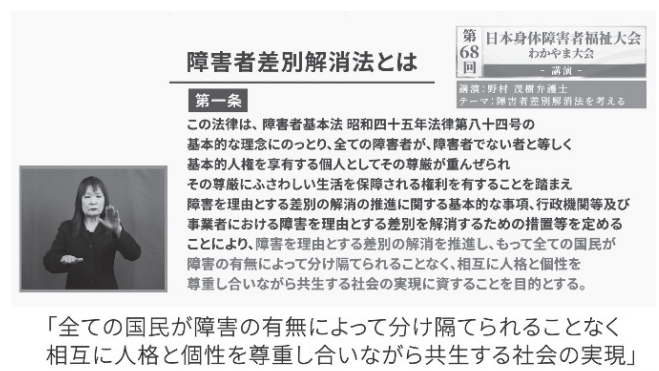 第68回
日本身体障害者福祉大会
わかやま大会
- 講演 -
講演：野村 茂樹弁護士
テーマ：障害者差別解消法を考える
障害者差別解消法とは
第一条
この法律は、障害者基本法 昭和四十五年法律第八十四号の
基本的な理念にのっとり、全ての障害者が、障害者でない者と等しく
基本的人権を享有する個人としてその尊厳が重んぜられ
その尊厳にふさわしい生活を保障される権利を有することを踏まえ
障害を理由とする差別の解消の推進に関する基本的な事項、行政機関等及び
事業者における障害を理由とする差別を解消するための措置等を定める
ことにより、障害を理由とする差別の解消を推進し、もって全ての国民が
障害の有無によって分け隔てられることなく、相互に人格と個性を
尊重し合いながら共生する社会の実現に資することを目的とする。
「全ての国民が障害の有無によって分け隔てられることなく
相互に人格と個性を尊重し合いながら共生する社会の実現」